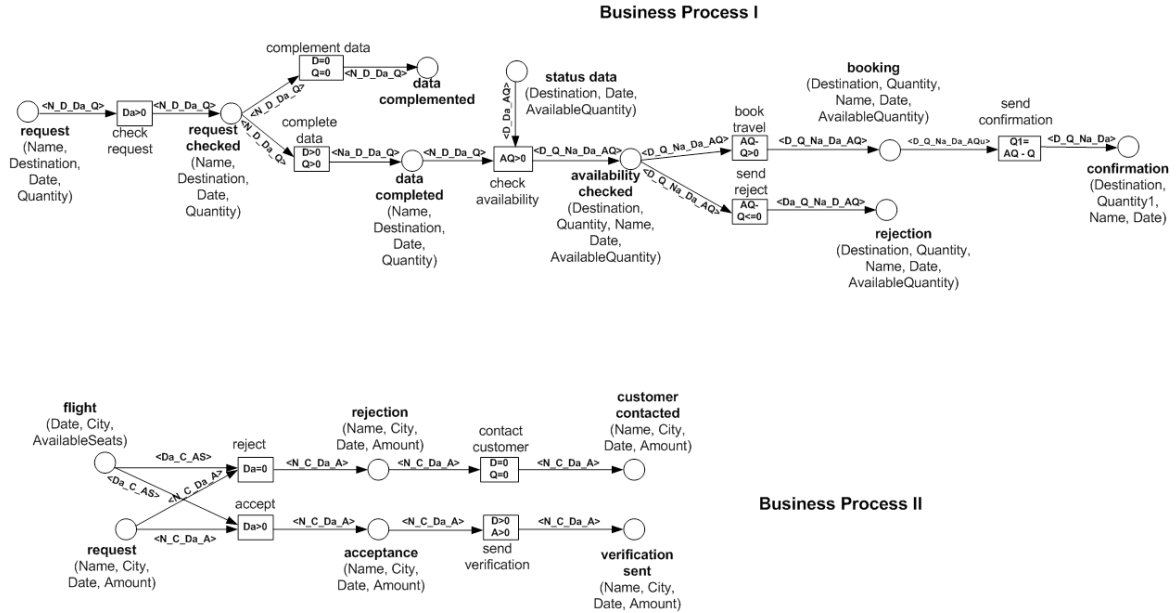 Business Process I
complement data
D=0
Q=0
<N_D_Da_Q>
<N_D_Da_Q>
data
complemented
<N_D_Da_Q>
Da>0
<N_D_Da_Q>
request
(Name,
Destination,
Date,
Quantity)
check
request
request
checked
(Name,
Destination,
Date,
Quantity)
<N_D_Da_Q>
complete
data
D>0
Q>0
<Na_D_Da_Q>
data
completed
(Name,
Destination,
Date,
Quantity)
<N_D_Da_Q>
status data
(Destination, Date,
AvailableQuantity)
<D_Da_AQ>
AQ>0
check
availability
<D_Q_Na_Da_AQ>
availability
checked
(Destination,
Quantity, Name,
Date,
AvailableQuantity)
<D_Q_Na_Da_AQ>
<D_Q_Na_Da_AQ>
book
travel
AQ-
Q>0
<D_Q_Na_Da_AQ>
send
reject
AQ-
Q<=0
<Da_Q_Na_D_AQ>
booking
(Destination, Quantity,
Name, Date,
AvailableQuantity)
rejection
(Destination, Quantity,
Name, Date,
AvailableQuantity)
<D_Q_Na_Da_AQu>
send
confirmation
Q1=
AQ - Q
<D_Q_Na_Da>
confirmation
(Destination,
Quantity1,
Name, Date)
flight
(Date, City,
AvailableSeats)
<Da_C_AS>
<Da_C_AS>
<N_C_Da_A>
<N_C_Da_A>
request
(Name, City,
Date, Amount)
reject
Da=0
<N_C_Da_A>
rejection
(Name, City,
Date, Amount)
<N_C_Da_A>
contact
customer
D=0
Q=0
<N_C_Da_A>
customer
contacted
(Name, City,
Date, Amount)
accept
Da>0
<N_C_Da_A>
acceptance
(Name, City,
Date, Amount)
<N_C_Da_A>
D>0
A>0
send
verification
<N_C_Da_A>
verification
sent
(Name, City,
Date, Amount)
Business Process II